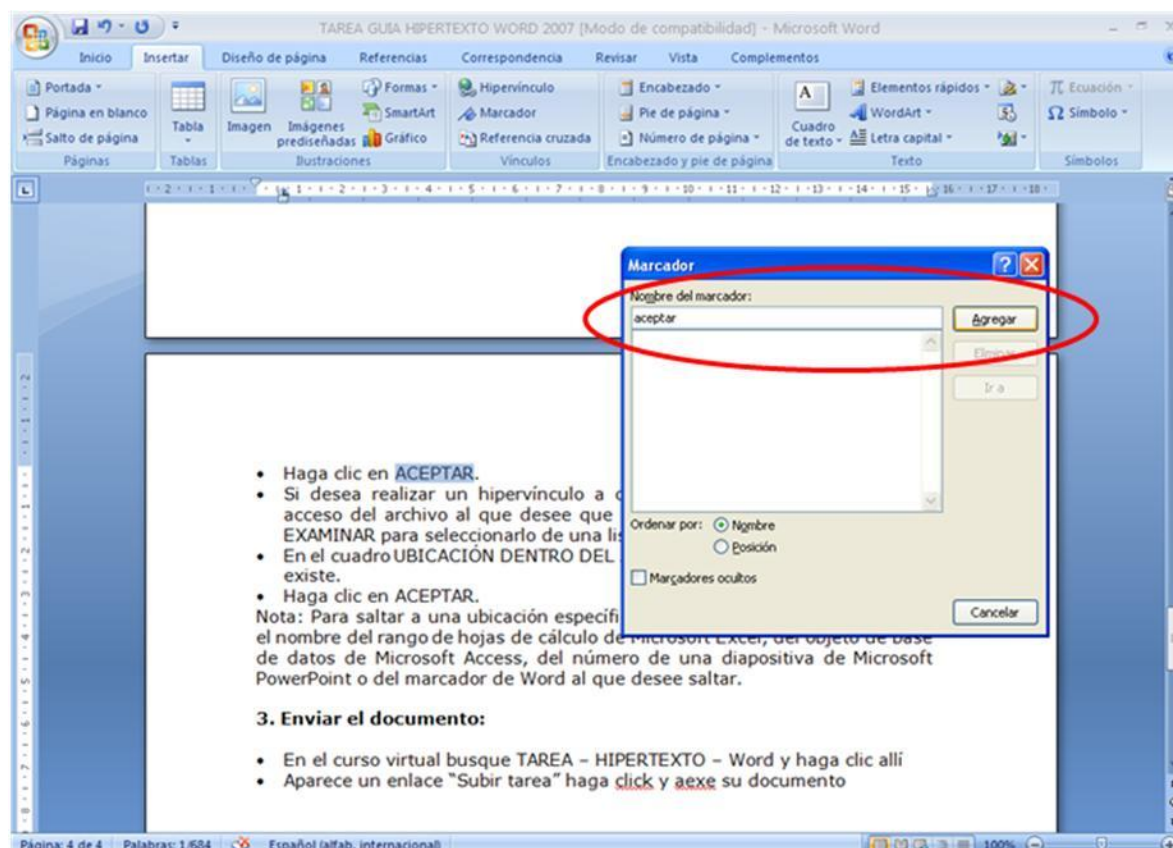 TAREA GUIA HIPERTEXTO WORD 2007 [Modo de compatibilidad] - Microsoft Word
Inicio Insertar Diseño de página Referencias Correspondencia Revisar Vista Complementos
Portada
Página en blanco
Salto de página
Páginas
Tabla
Tablas
Imagen
Imágenes prediseñadas
Formas
SmartArt
Gráfico
Ilustraciones
Hipervínculo
Marcador
Referencia cruzada
Vínculos
Encabezado
Pie de página
Número de página
Encabezado y pie de página
Cuadro de texto
Elementos rápidos
WordArt
Letra capital
Texto
Ecuación
Símbolo
Símbolos
Marcador
Nombre del marcador:
aceptar
Agregar
Eliminar
Ir a
Ordenar por: Nombre
Posición
Marcadores ocultos
Cancelar
• Haga clic en ACEPTAR.
• Si desea realizar un hipervínculo a
acceso del archivo al que desee que
EXAMINAR para seleccionarlo de una
• En el cuadro UBICACIÓN DENTRO DEL
existe.
• Haga clic en ACEPTAR.
Nota: Para saltar a una ubicación
el nombre del rango de hojas de cálculo de Microsoft Excel, del objeto de base
de datos de Microsoft Access, del número de una diapositiva de Microsoft
PowerPoint o del marcador de Word al que desee saltar.
3. Enviar el documento:
• En el curso virtual busque TAREA – HIPERTEXTO – Word y haga clic allí
• Aparece un enlace “Subir tarea” haga click y aexe su documento
Página: 4 de 4 Palabras: 1/684 Español (alfab. internacional) 100%